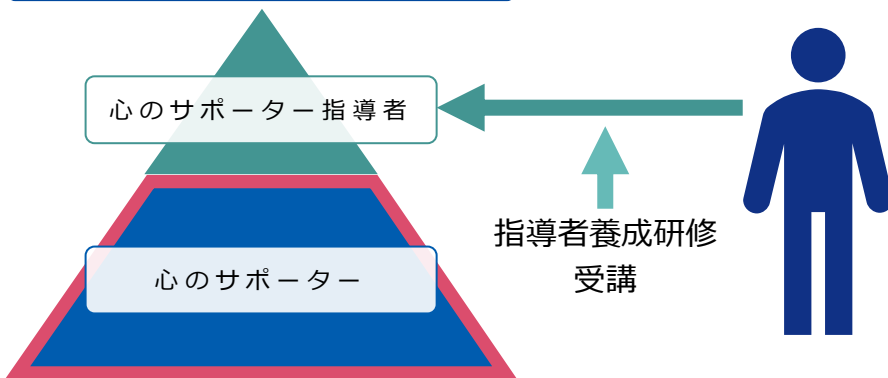 心のサポーター指導者
指導者養成研修
受講
心のサポーター